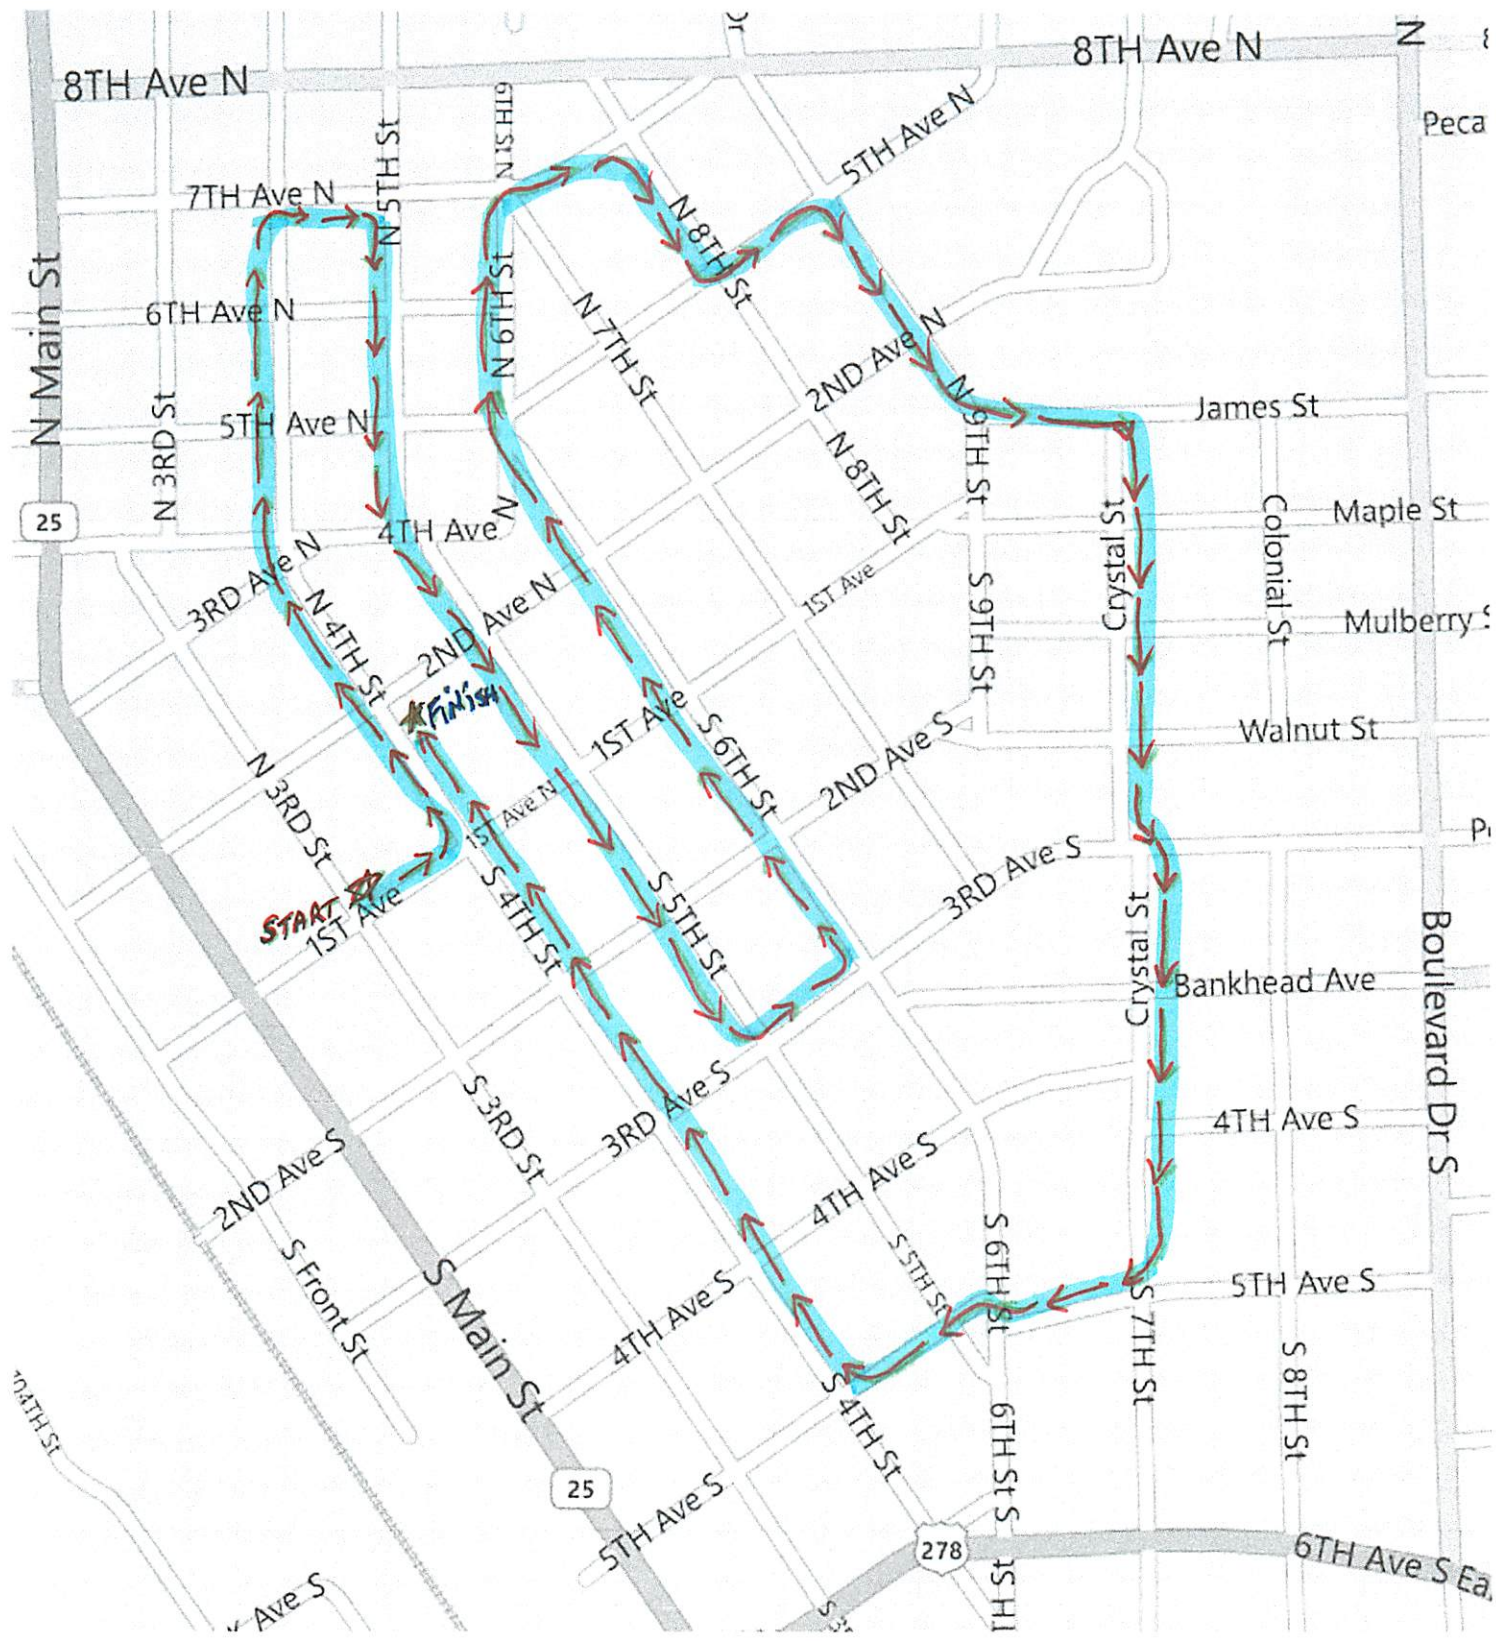 8TH Ave N
8TH Ave N
N
6TH St N
N 5TH St
5TH Ave N
Peca
7TH Ave N
N 8TH St
N Main St
6TH Ave N
N 6TH St
N 7TH St
2ND Ave N
N 3RD St
5TH Ave N
N 9TH St
James St
N 8TH St
25
4TH Ave N
Crystal St
Colonial St
Maple St
3RD Ave N
N 4TH St
2ND Ave N
1ST Ave
S 9TH St
Mulberry S
FINISH
1ST Ave
S 6TH St
2ND Ave S
Walnut St
N 3RD St
1ST Ave N
START
1ST Ave
S 4TH St
S 5TH St
3RD Ave S
Crystal St
Bankhead Ave
Boulevard Dr S
S 3RD St
3RD Ave S
2ND Ave S
4TH Ave S
4TH Ave S
S Front St
S Main St
4TH Ave S
S 5TH St
S 6TH St
5TH Ave S
S 7TH St
S 8TH St
S 4TH St
6TH St S
25
5TH Ave S
278
6TH Ave S Ea
Ave S